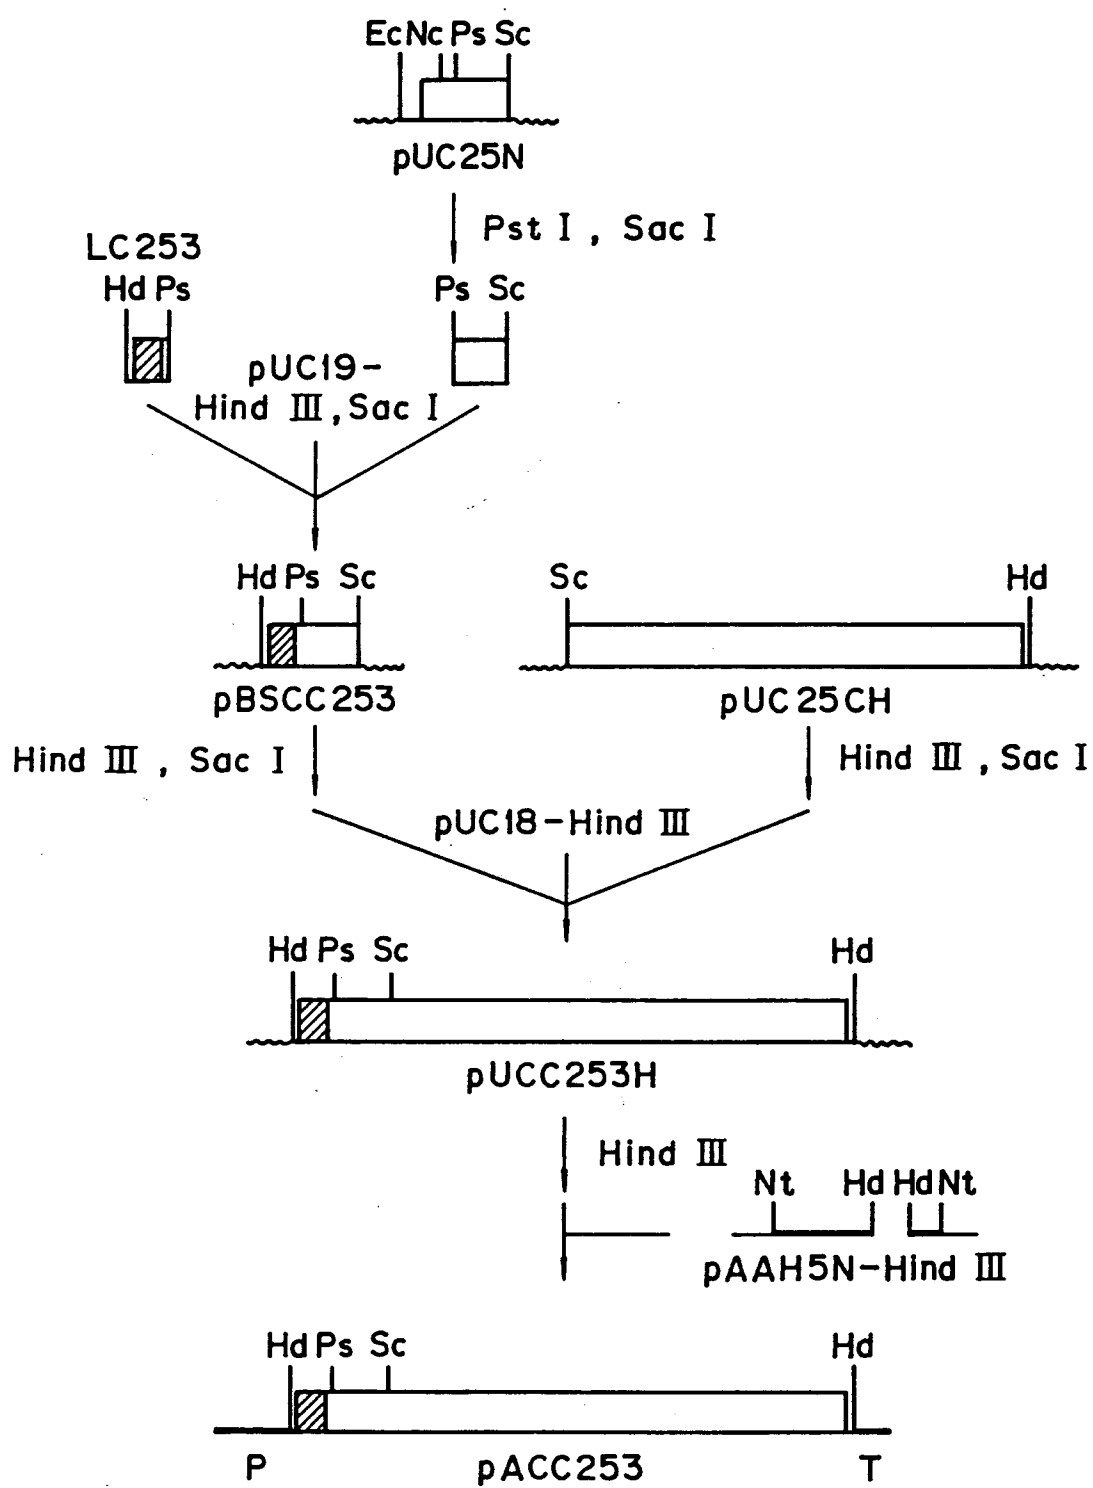 Ec Nc Ps Sc
pUC25N
Pst I , Sac I
LC253
Hd Ps
Ps Sc
pUC19-
Hind III , Sac I
Hd Ps Sc
Sc Hd
pBSCC253
pUC25CH
Hind III , Sac I
Hind III , Sac I
pUC18-Hind III
Hd Ps Sc Hd
pUCC253H
Hind III
Nt Hd Hd Nt
pAAH5N-Hind III
Hd Ps Sc Hd
P pACC253 T